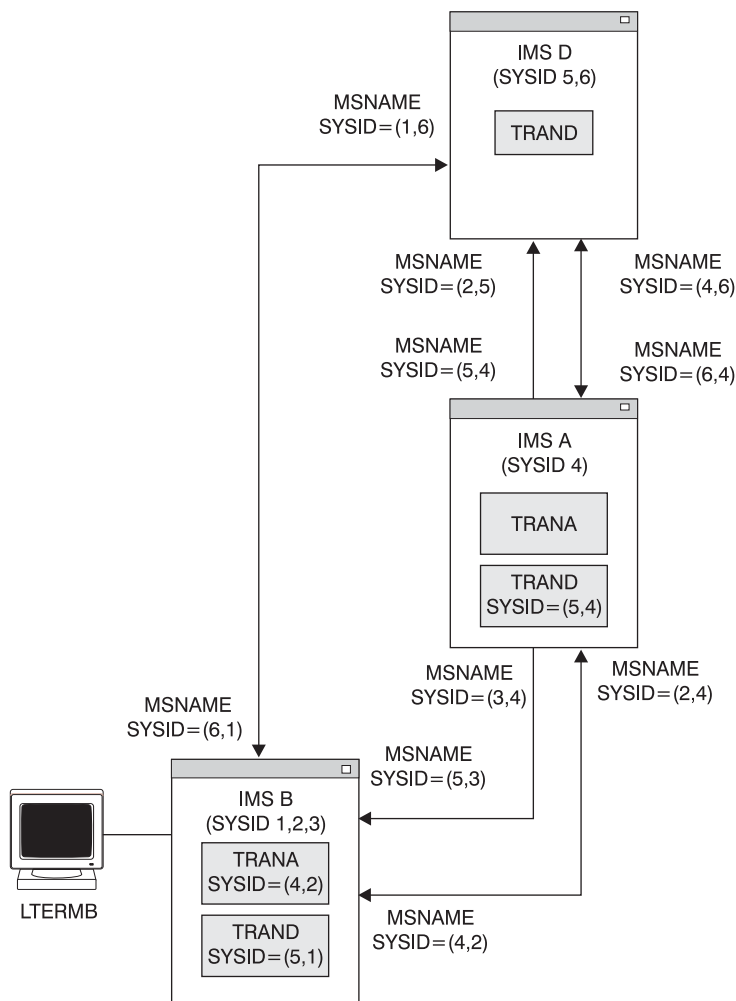 IMS D
(SYSID 5,6)
TRAND
MSNAME
SYSID=(1,6)
MSNAME
SYSID=(2,5)
MSNAME
SYSID=(4,6)
MSNAME
SYSID=(5,4)
MSNAME
SYSID=(6,4)
IMS A
(SYSID 4)
TRANA
TRAND
SYSID=(5,4)
MSNAME
SYSID=(3,4)
MSNAME
SYSID=(2,4)
MSNAME
SYSID=(6,1)
MSNAME
SYSID=(5,3)
IMS B
(SYSID 1,2,3)
TRANA
SYSID=(4,2)
TRAND
SYSID=(5,1)
LTERMB
MSNAME
SYSID=(4,2)